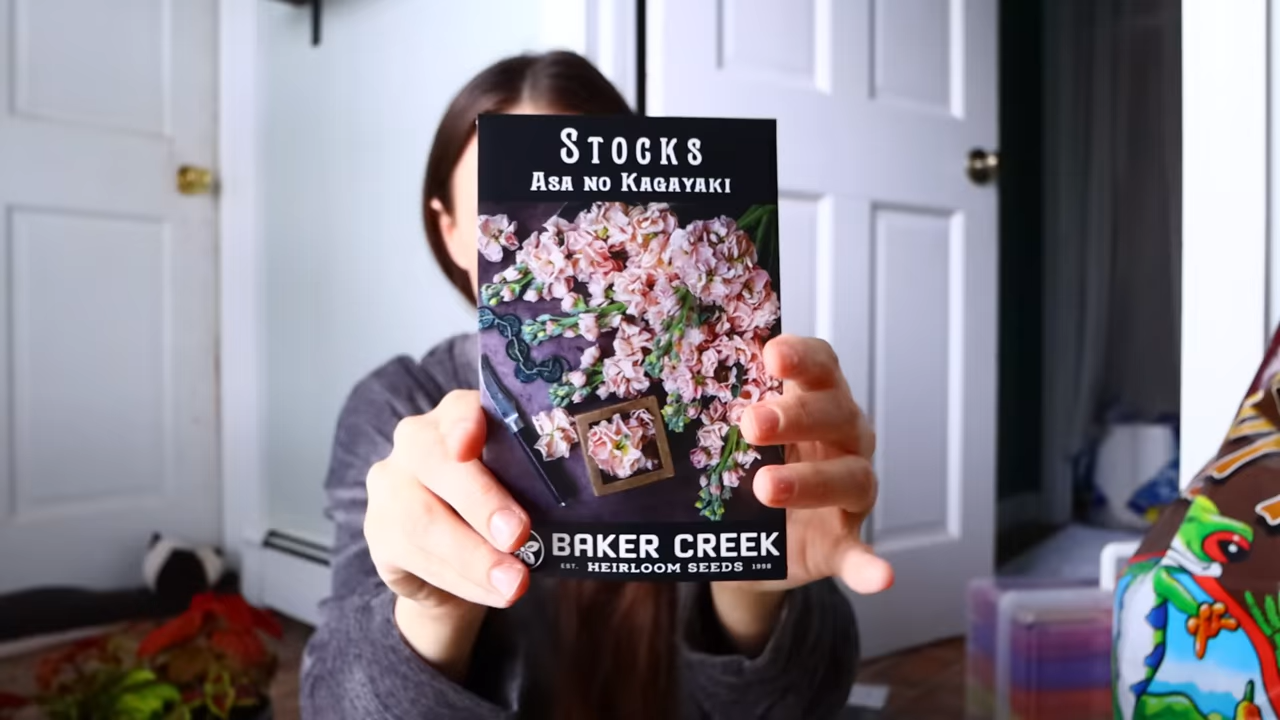 STOCKS
ASA NO KAGAYAKI
BAKER CREEK
EST. HEIRLOOM SEEDS 1998